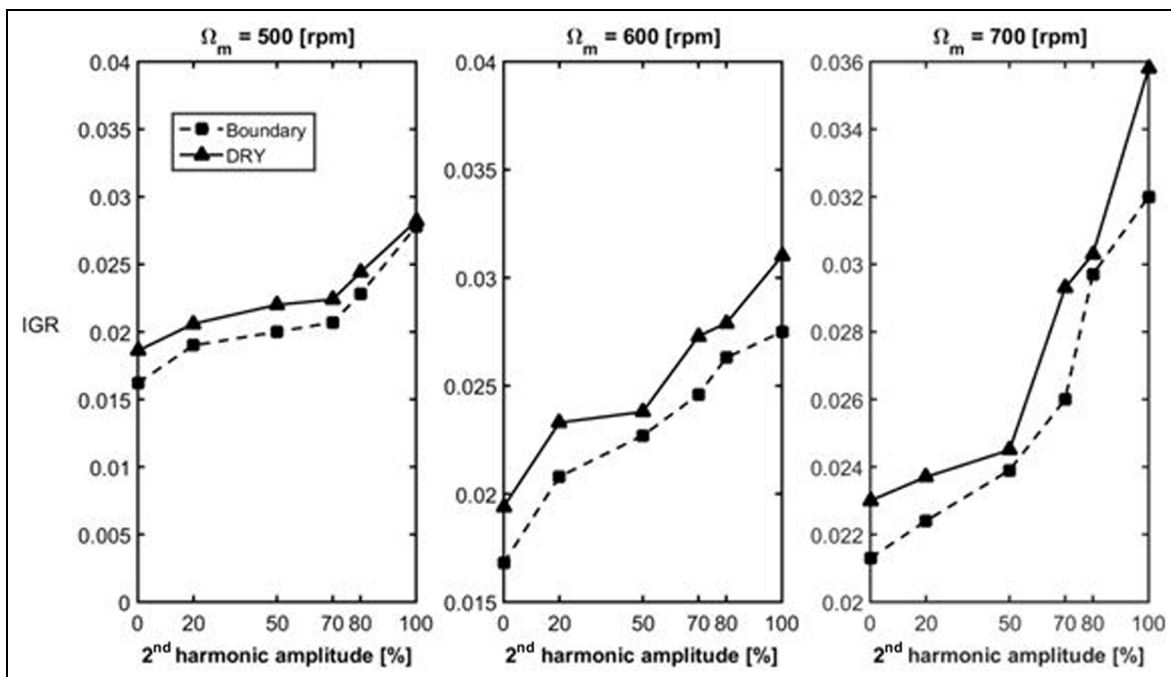 Ωm = 500 [rpm]
0.04
0.035
0.03
0.025
0.02
0.015
0.01
0.005
0
IGR
Boundary
DRY
0 20 50 70 80 100
2nd harmonic amplitude [%]
Ωm = 600 [rpm]
0.04
0.035
0.03
0.025
0.02
0.015
0 20 50 70 80 100
2nd harmonic amplitude [%]
Ωm = 700 [rpm]
0.036
0.034
0.032
0.03
0.028
0.026
0.024
0.022
0.02
0 20 50 70 80 100
2nd harmonic amplitude [%]